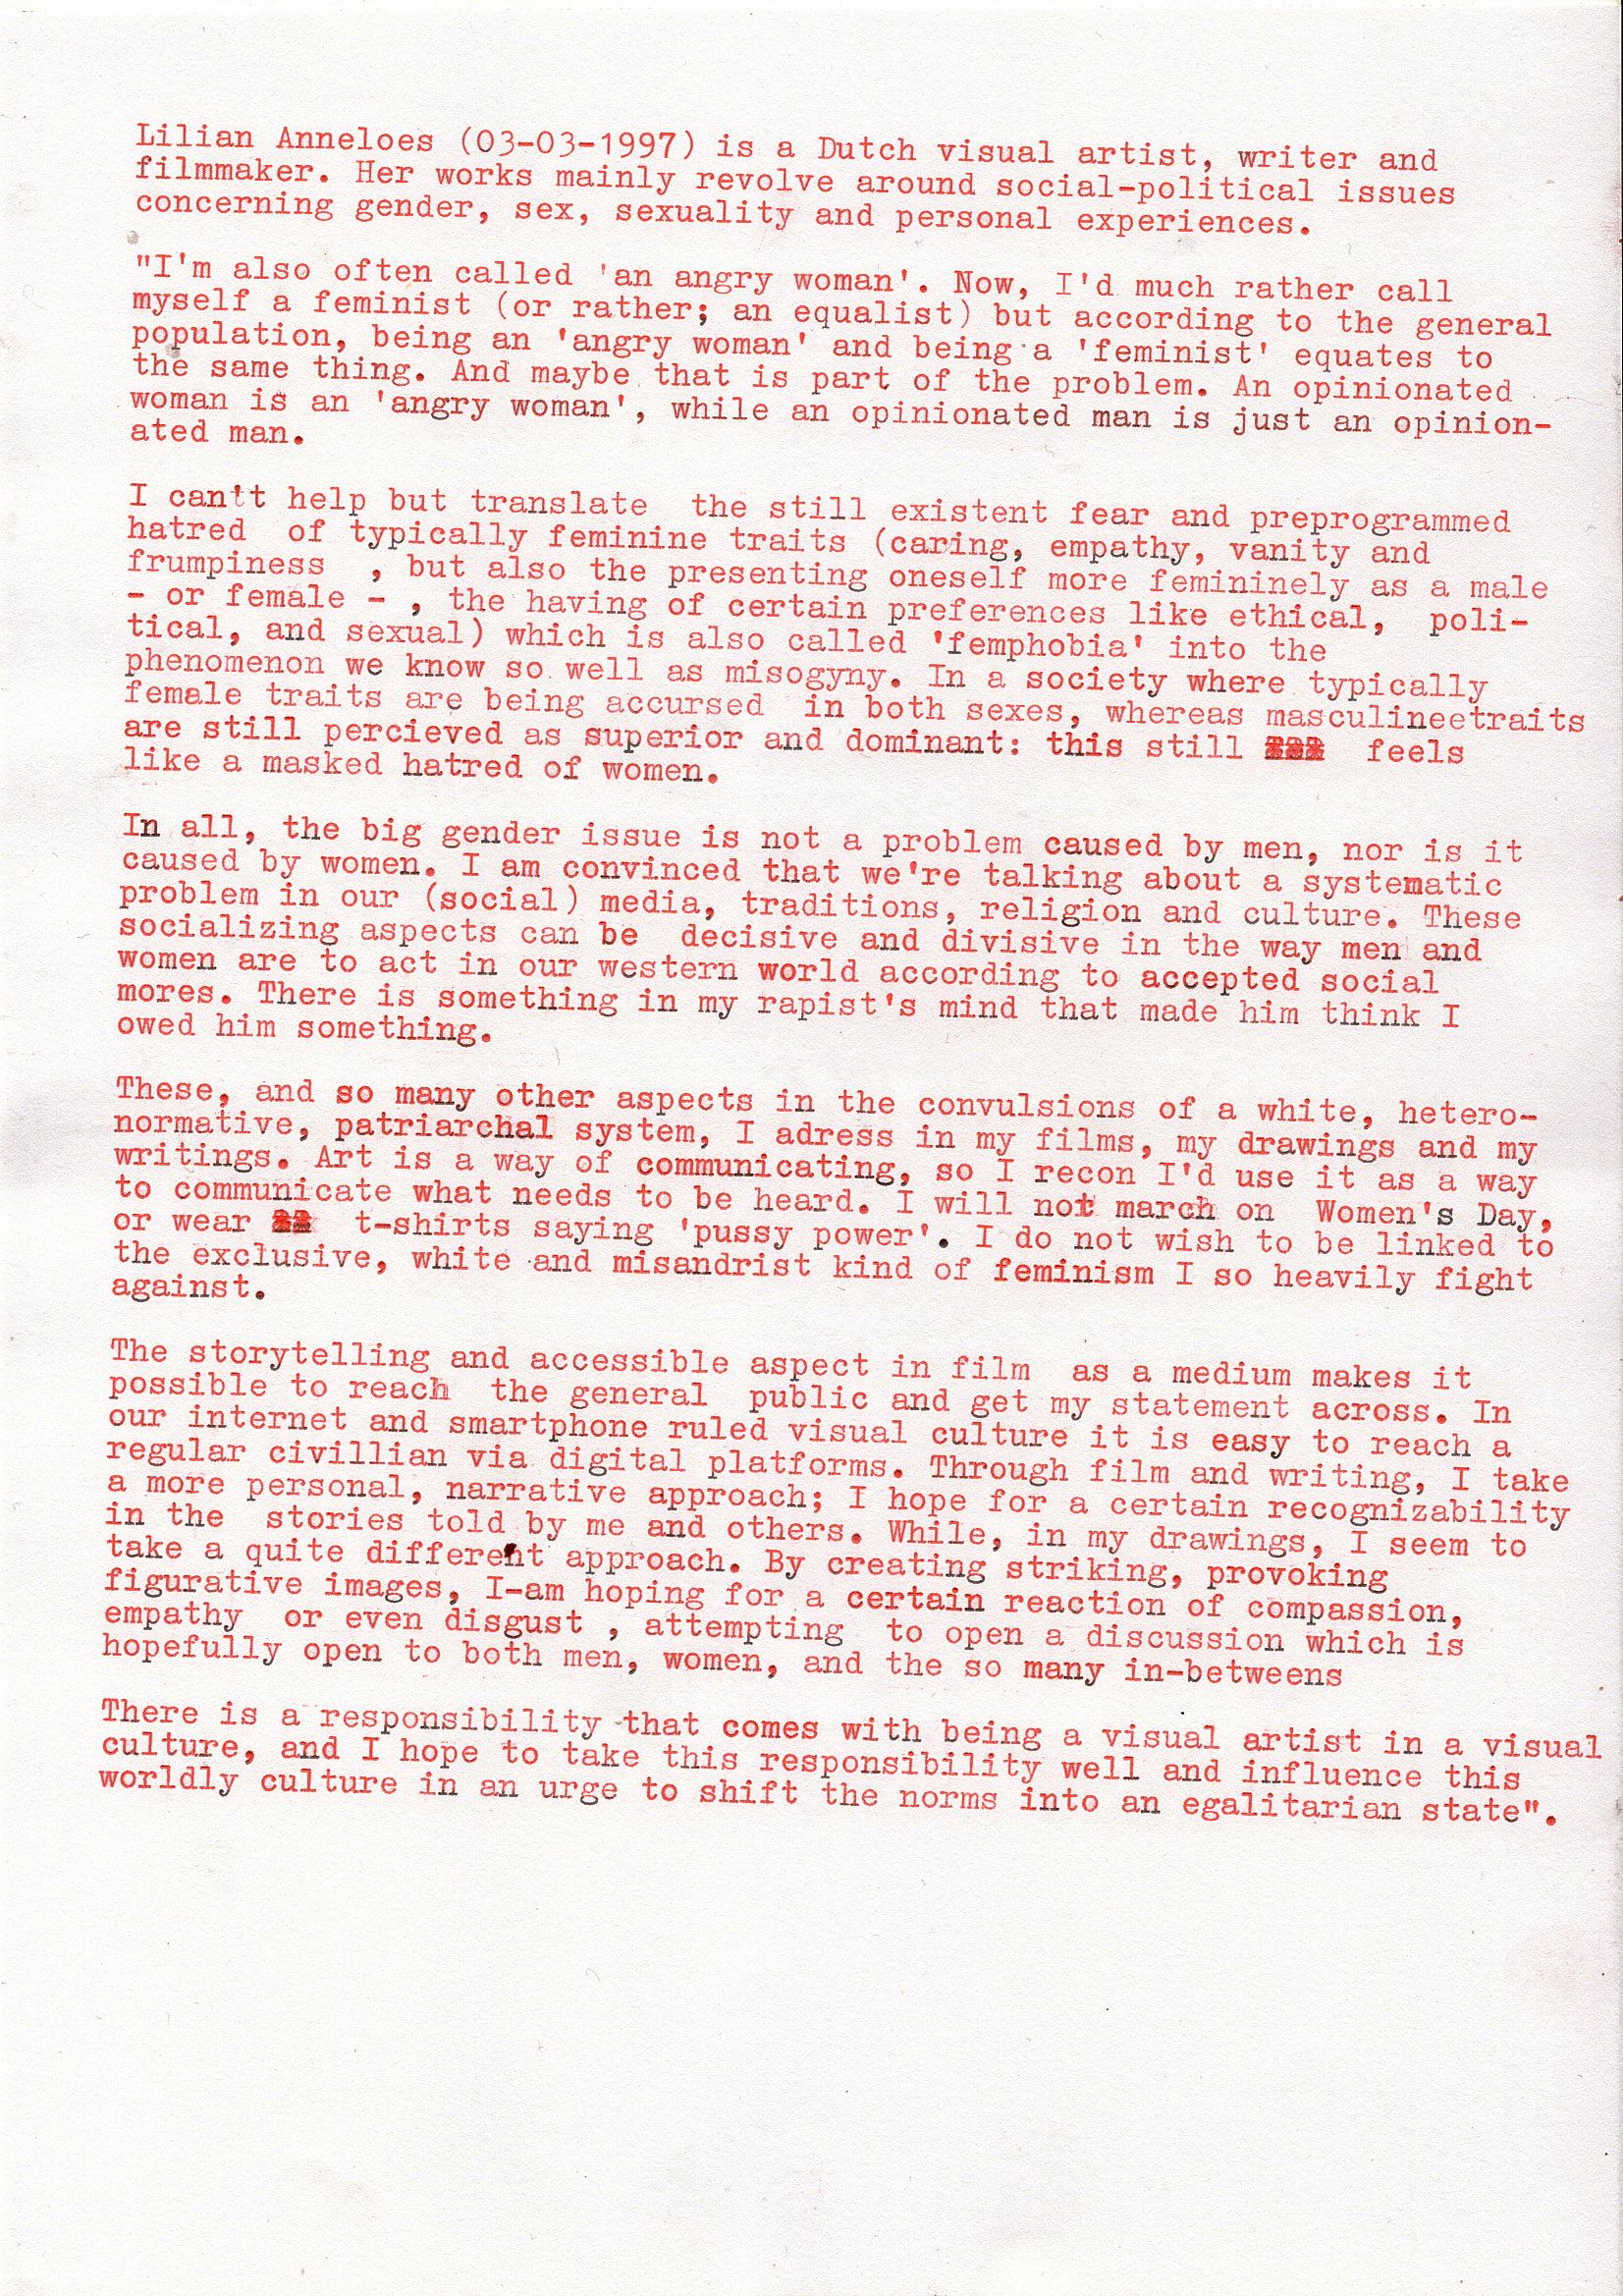 Lilian Anneloes (03-03-1997) is a Dutch visual artist, writer and
filmmaker. Her works mainly revolve around social-political issues
concerning gender, sex, sexuality and personal experiences.
"I'm also often called 'an angry woman'. Now, I'd much rather call
myself a feminist (or rather; an equalist) but according to the general
population, being an 'angry woman' and being a 'feminist' equates to
the same thing. And maybe that is part of the problem. An opinionated
woman is an 'angry woman', while an opinionated man is just an opinion-
ated man.
I can't help but translate the still existent fear and preprogrammed
hatred of typically feminine traits (caring, empathy, vanity and
frumpiness , but also the presenting oneself more femininely as a male
- or female - , the having of certain preferences like ethical, poli-
tical, and sexual) which is also called 'femphobia' into the
phenomenon we know so well as misogyny. In a society where typically
female traits are being accursed in both sexes, whereas masculineetraits
are still percieved as superior and dominant: this still feels
like a masked hatred of women.
In all, the big gender issue is not a problem caused by men, nor is it
caused by women. I am convinced that we're talking about a systematic
problem in our (social) media, traditions, religion and culture. These
socializing aspects can be decisive and divisive in the way men and
women are to act in our western world according to accepted social
mores. There is something in my rapist's mind that made him think I
owed him something.
These, and so many other aspects in the convulsions of a white, hetero-
normative, patriarchal system, I adress in my films, my drawings and my
writings. Art is a way of communicating, so I recon I'd use it as a way
to communicate what needs to be heard. I will not march on Women's Day,
or wear t-shirts saying 'pussy power'. I do not wish to be linked to
the exclusive, white and misandrist kind of feminism I so heavily fight
against.
The storytelling and accessible aspect in film as a medium makes it
possible to reach the general public and get my statement across. In
our internet and smartphone ruled visual culture it is easy to reach a
regular civillian via digital platforms. Through film and writing, I take
a more personal, narrative approach; I hope for a certain recognizability
in the stories told by me and others. While, in my drawings, I seem to
take a quite different approach. By creating striking, provoking
figurative images, I-am hoping for a certain reaction of compassion,
empathy or even disgust , attempting to open a discussion which is
hopefully open to both men, women, and the so many in-betweens
There is a responsibility that comes with being a visual artist in a visual
culture, and I hope to take this responsibility well and influence this
worldly culture in an urge to shift the norms into an egalitarian state".